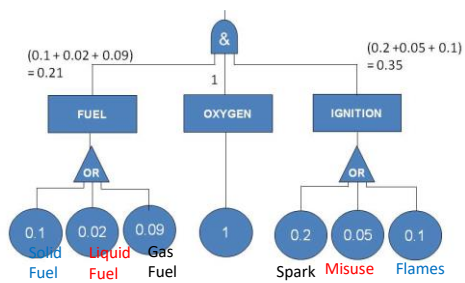 &
(0.1 + 0.02 + 0.09)
= 0.21
1
(0.2 +0.05 + 0.1)
= 0.35
FUEL
OXYGEN
IGNITION
OR
OR
0.1
0.02
0.09
1
0.2
0.05
0.1
Solid
Fuel
Liquid
Fuel
Gas
Fuel
Spark
Misuse
Flames